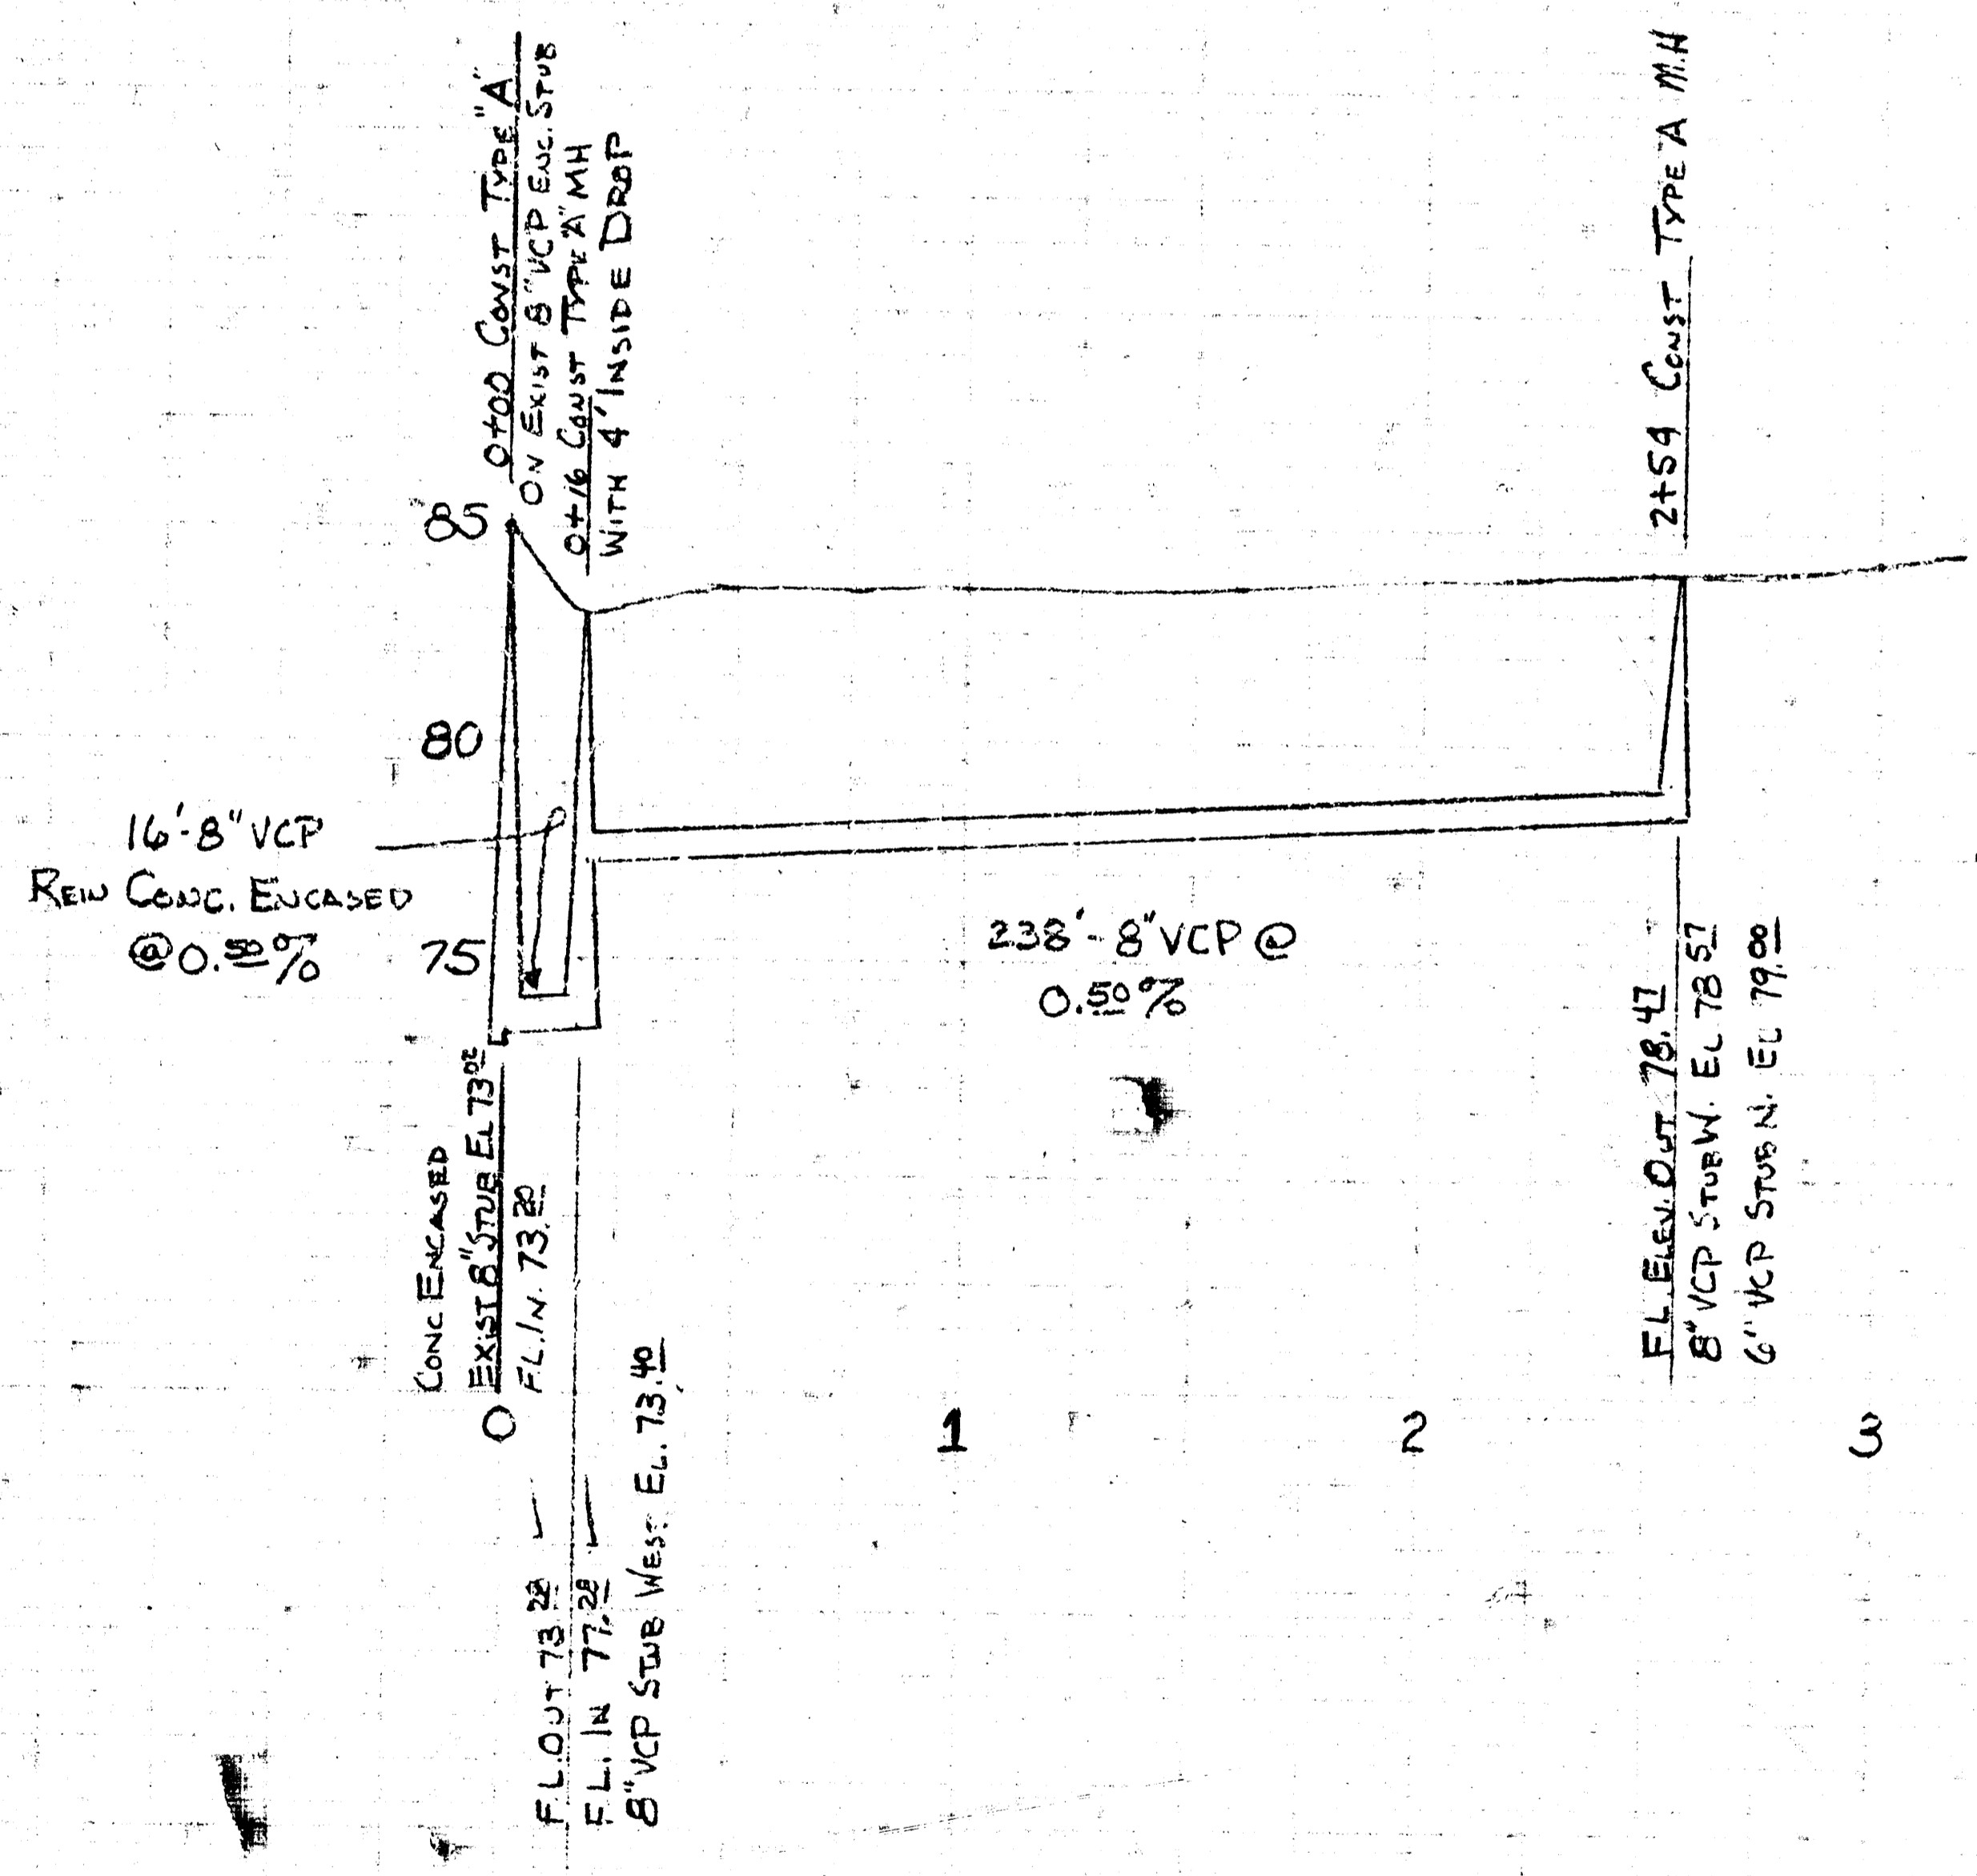 0+00 CONST TYPE "A"
ON EXIST 8" VCP ENC. STUB
0+16 CONST TYPE "A" MH
WITH 4' INSIDE DROP
2+54 CONST TYPE A M.H
85
80
75
16'-8" VCP
REIN CONC. ENCASED
@ 0.50%
238'-8" VCP @
0.50%
CONC ENCASED
EXIST 8" STUB EL 73.02
FL. IN. 73.20
F.L. OUT 73.28
F.L. IN 77.28
8" VCP STUB WEST EL. 73.40
FL. ELEV. OUT 78.47
8" VCP STUB W. EL 78.57
6" VCP STUB N. EL 79.00
0
1
2
3